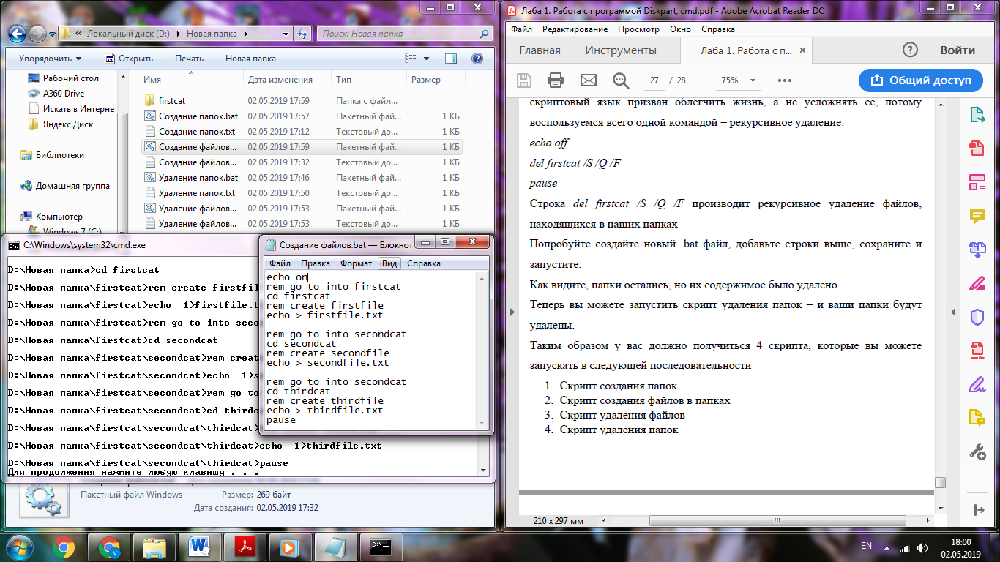 Локальный диск (D:) ▸ Новая папка ▸
Поиск: Новая папка
Упорядочить
Открыть
Печать
Новая папка
Рабочий стол
A360 Drive
Искать в Интернет
Яндекс.Диск
Библиотеки
Домашняя группа
Компьютер
Windows 7 (C:)
Имя Дата изменения Тип Размер
firstcat 02.05.2019 17:59 Папка с файл...
Создание папок.bat 02.05.2019 17:57 Пакетный фай... 1 КБ
Создание папок.txt 02.05.2019 17:12 Текстовый до... 1 КБ
Создание файлов... 02.05.2019 17:59 Пакетный фай... 1 КБ
Создание файлов... 02.05.2019 17:32 Текстовый до... 1 КБ
Удаление папок.bat 02.05.2019 17:46 Пакетный фай... 1 КБ
Удаление папок.txt 02.05.2019 17:50 Текстовый до... 1 КБ
Удаление файлов... 02.05.2019 17:53 Пакетный фай... 1 КБ
Удаление файлов... 02.05.2019 17:53 Текстовый до... 1 КБ
C:\Windows\system32\cmd.exe
D:\Новая папка>cd firstcat
D:\Новая папка\firstcat>rem create firstfil
D:\Новая папка\firstcat>echo 1>firstfile.t
D:\Новая папка\firstcat>rem go to into seco
D:\Новая папка\firstcat>cd secondcat
D:\Новая папка\firstcat\secondcat>rem creat
D:\Новая папка\firstcat\secondcat>echo 1>s
D:\Новая папка\firstcat\secondcat>rem go to
D:\Новая папка\firstcat\secondcat>cd thirdc
D:\Новая папка\firstcat\secondcat\thirdcat>
D:\Новая папка\firstcat\secondcat\thirdcat>echo 1>thirdfile.txt
D:\Новая папка\firstcat\secondcat\thirdcat>pause
Для продолжения нажмите любую клавишу . . .
Создание файлов.bat — Блокнот
Файл Правка Формат Вид Справка
echo on
rem go to into firstcat
cd firstcat
rem create firstfile
echo > firstfile.txt
rem go to into secondcat
cd secondcat
rem create secondfile
echo > secondfile.txt
rem go to into secondcat
cd thirdcat
rem create thirdfile
echo > thirdfile.txt
pause
Пакетный файл Windows
Размер: 269 байт
Дата создания: 02.05.2019 17:32
Лаба 1. Работа с программой Diskpart, cmd.pdf - Adobe Acrobat Reader DC
Файл Редактирование Просмотр Окно Справка
Главная Инструменты Лаба 1. Работа с п... × Войти
27 / 28 75% Общий доступ
скриптовый язык призван облегчить жизнь, а не усложнять ее, потому
воспользуемся всего одной командой – рекурсивное удаление.
echo off
del firstcat /S /Q /F
pause
Строка del firstcat /S /Q /F производит рекурсивное удаление файлов,
находящихся в наших папках
Попробуйте создайте новый .bat файл, добавьте строки выше, сохраните и
запустите.
Как видите, папки остались, но их содержимое было удалено.
Теперь вы можете запустить скрипт удаления папок – и ваши папки будут
удалены.
Таким образом у вас должно получиться 4 скрипта, которые вы можете
запускать в следующей последовательности
1. Скрипт создания папок
2. Скрипт создания файлов в папках
3. Скрипт удаления файлов
4. Скрипт удаления папок
210 x 297 мм
EN
18:00
02.05.2019